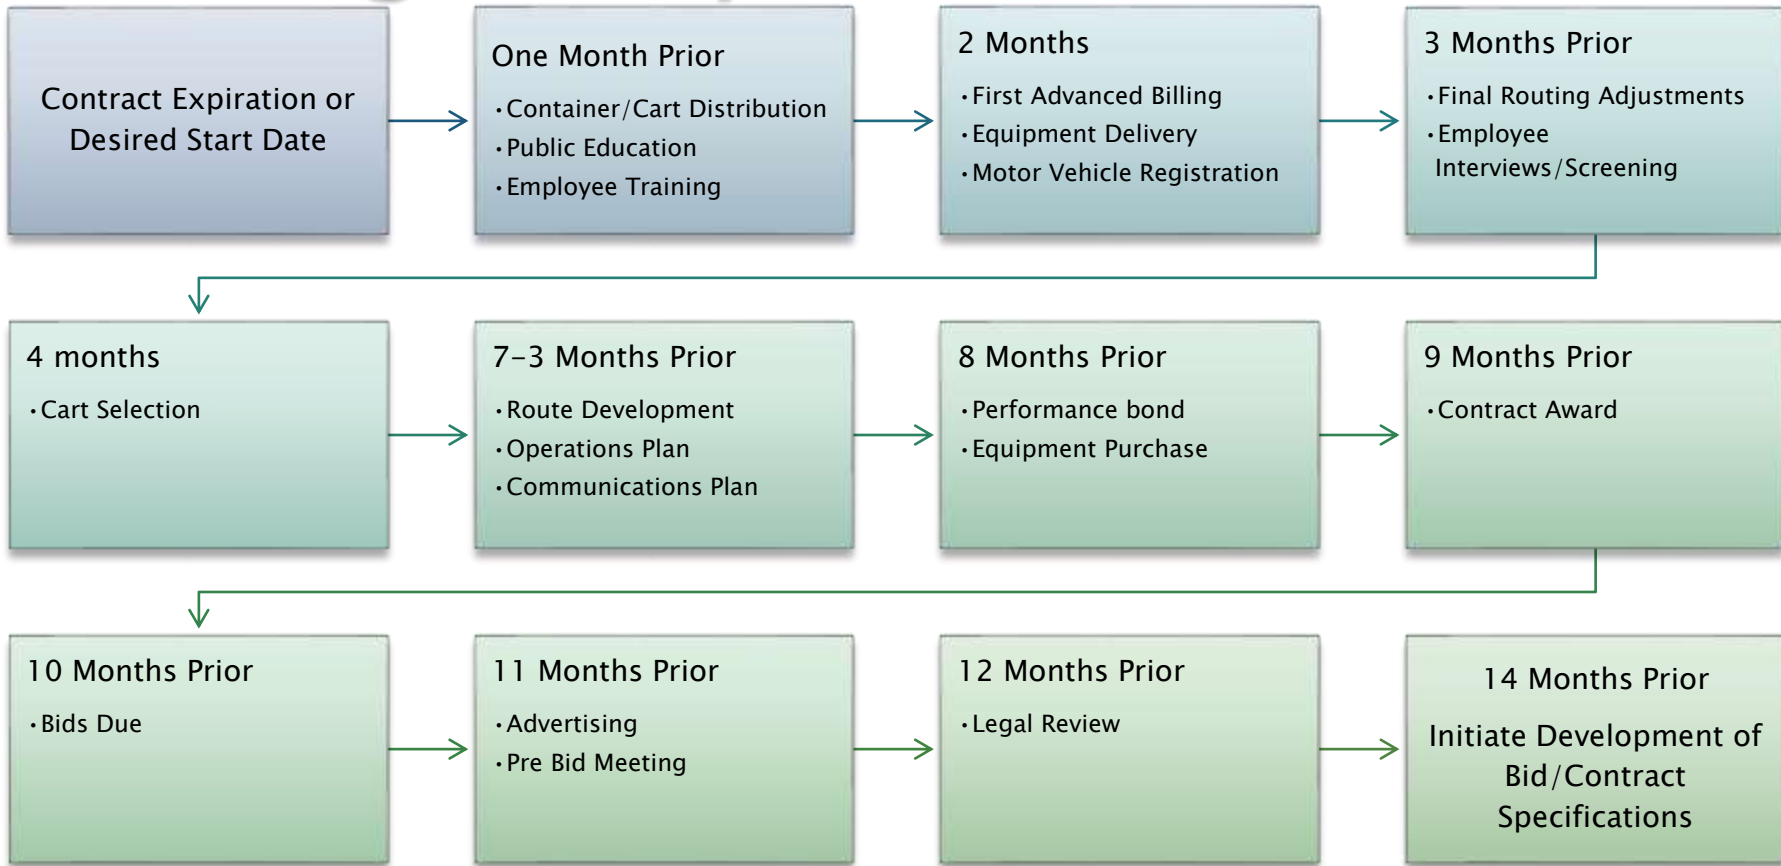 Contract Expiration or
Desired Start Date
One Month Prior
·Container/Cart Distribution
·Public Education
·Employee Training
2 Months
·First Advanced Billing
·Equipment Delivery
·Motor Vehicle Registration
3 Months Prior
·Final Routing Adjustments
·Employee
Interviews/Screening
4 months
·Cart Selection
7-3 Months Prior
·Route Development
·Operations Plan
·Communications Plan
8 Months Prior
·Performance bond
·Equipment Purchase
9 Months Prior
·Contract Award
10 Months Prior
·Bids Due
11 Months Prior
·Advertising
·Pre Bid Meeting
12 Months Prior
·Legal Review
14 Months Prior
Initiate Development of
Bid/Contract
Specifications